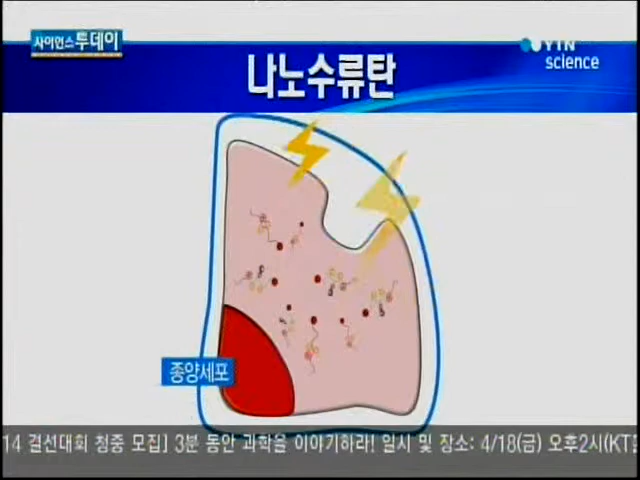 사이언스 투데이
YTN
science
나노수류탄
종양세포
14 결선대회 청중 모집] 3분 동안 과학을 이야기하라! 일시 및 장소: 4/18(금) 오후2시(KT